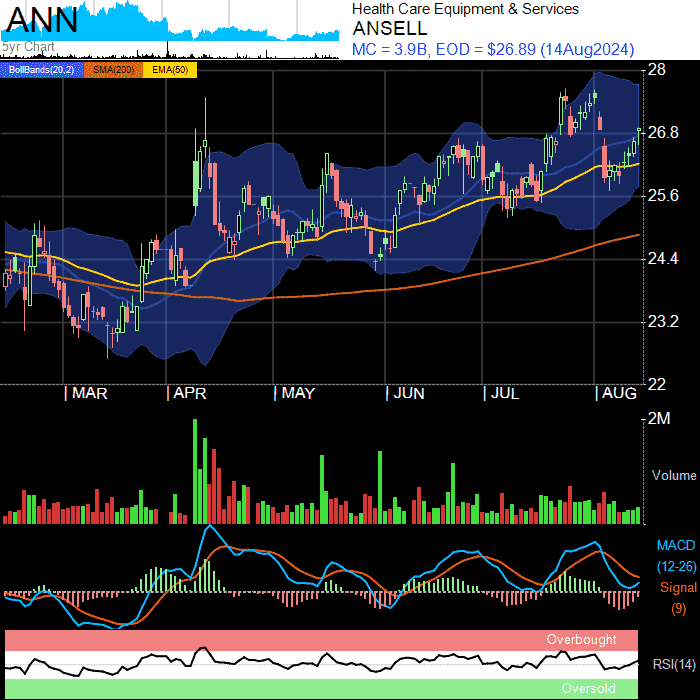 ANN
5yr Chart
Health Care Equipment & Services
ANSELL
MC = 3.9B, EOD = $26.89 (14Aug2024)
BollBands(20,2) SMA(200) EMA(50)
28
26.8
25.6
24.4
23.2
22
| MAR | APR | MAY | JUN | JUL | AUG
2M
Volume
MACD
(12-26)
Signal
(9)
Overbought
RSI(14)
Oversold